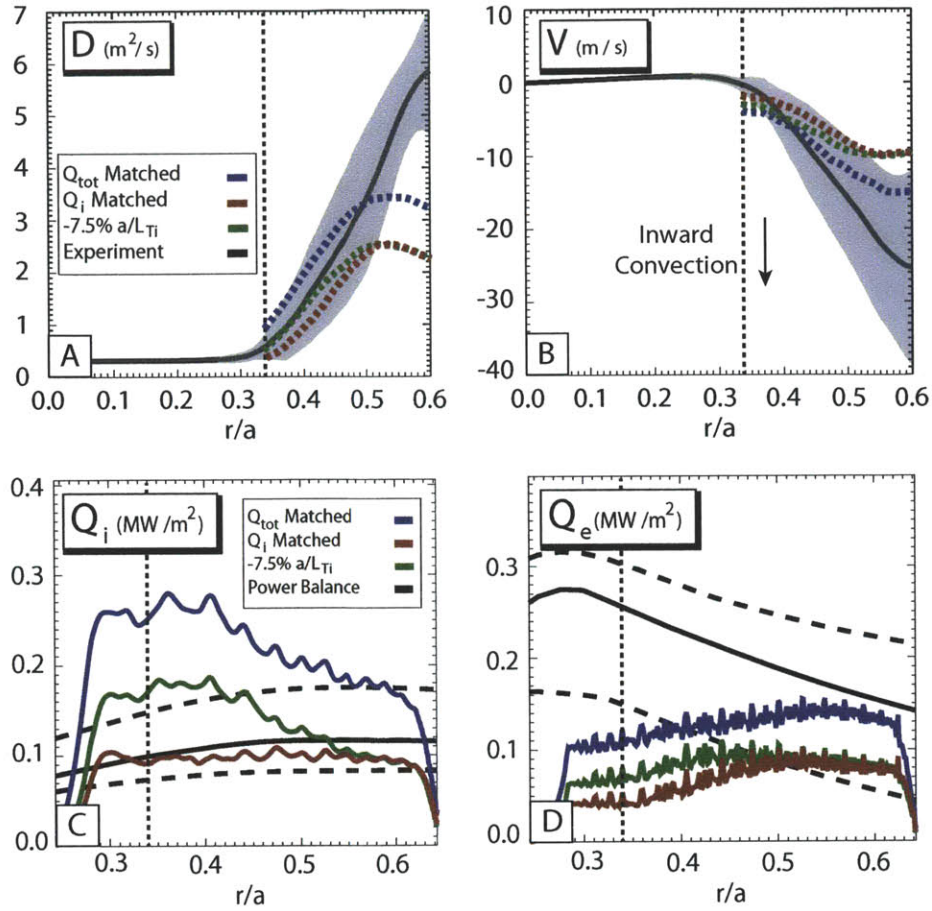 7
6
5
4
3
2
1
0
D (m²/s)
Q_tot Matched
Q_i Matched
-7.5% a/L_Ti
Experiment
A
0.0 0.1 0.2 0.3 0.4 0.5 0.6
r/a
10
0
-10
-20
-30
-40
V (m/s)
Inward
Convection
B
0.0 0.1 0.2 0.3 0.4 0.5 0.6
r/a
0.4
0.3
0.2
0.1
0.0
Q_i (MW/m²)
Q_tot Matched
Q_i Matched
-7.5% a/L_Ti
Power Balance
C
0.3 0.4 0.5 0.6
r/a
0.3
0.2
0.1
0.0
Q_e (MW/m²)
D
0.3 0.4 0.5 0.6
r/a